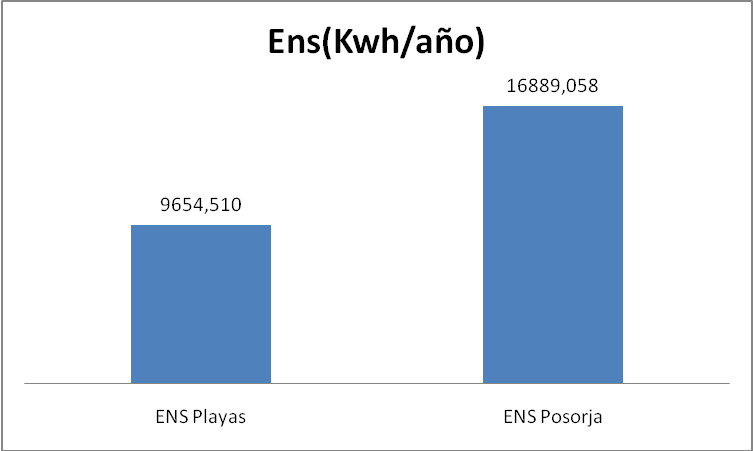 Ens(Kwh/año)
16889,058
9654,510
ENS Playas
ENS Posorja